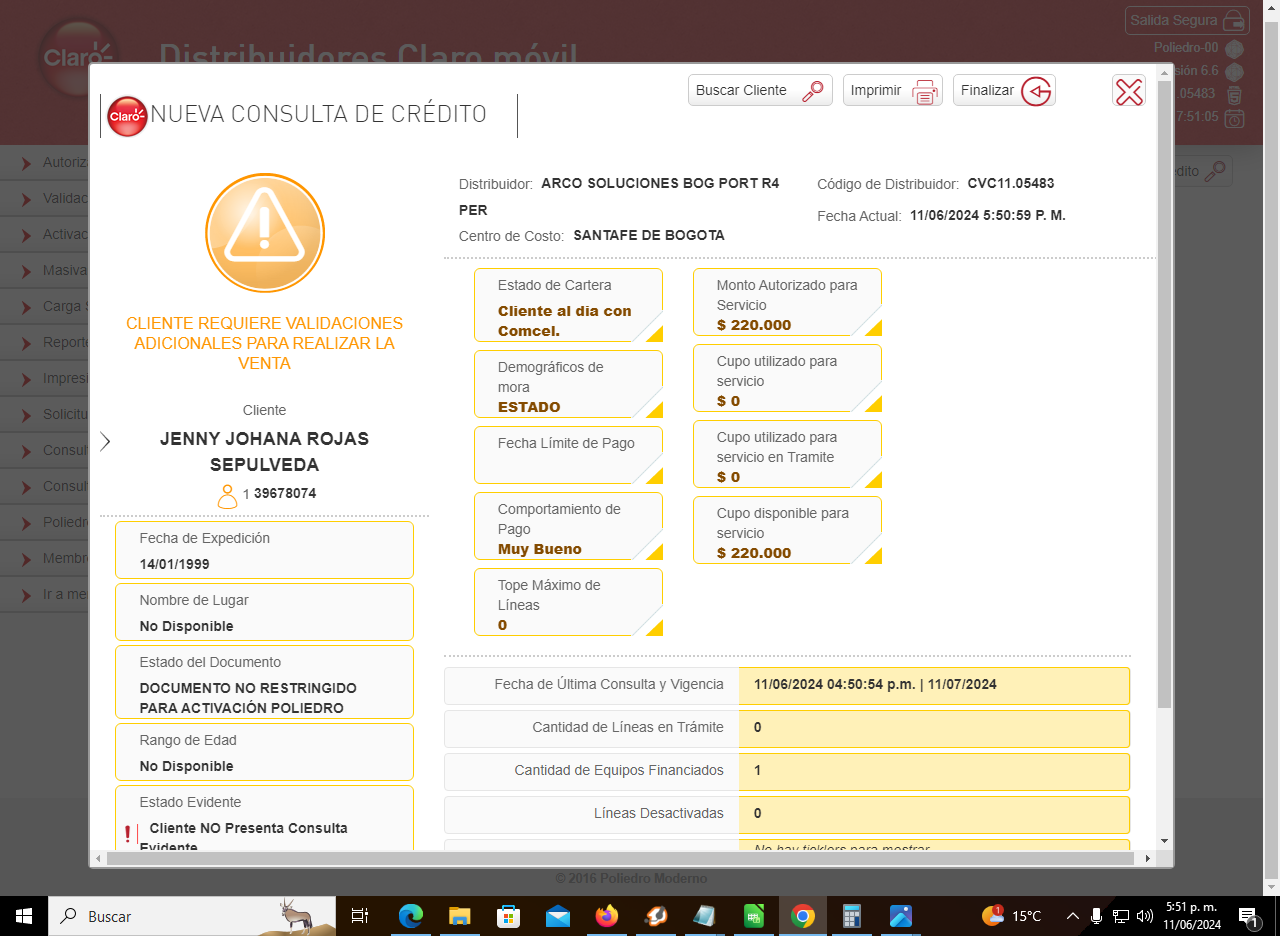 Salida Segura
Claro
Distribuidores Claro móvil
Poliedro-00
sión 6.6
.05483
7:51:05
Buscar Cliente
Imprimir
Finalizar
Claro
NUEVA CONSULTA DE CRÉDITO
Autoriz
Validac
Activac
Masiva
Carga
Reporte
Impresi
Solicitu
Consul
Consul
Poliedr
Membr
Ir a me
dito
CLIENTE REQUIERE VALIDACIONES
ADICIONALES PARA REALIZAR LA
VENTA
Cliente
JENNY JOHANA ROJAS
SEPULVEDA
1 39678074
Fecha de Expedición
14/01/1999
Nombre de Lugar
No Disponible
Estado del Documento
DOCUMENTO NO RESTRINGIDO
PARA ACTIVACIÓN POLIEDRO
Rango de Edad
No Disponible
Estado Evidente
Cliente NO Presenta Consulta
Evidente
Distribuidor: ARCO SOLUCIONES BOG PORT R4
PER
Centro de Costo: SANTAFE DE BOGOTA
Código de Distribuidor: CVC11.05483
Fecha Actual: 11/06/2024 5:50:59 P. M.
Estado de Cartera
Cliente al dia con
Comcel.
Demográficos de
mora
ESTADO
Fecha Límite de Pago
Comportamiento de
Pago
Muy Bueno
Tope Máximo de
Líneas
0
Monto Autorizado para
Servicio
$ 220.000
Cupo utilizado para
servicio
$ 0
Cupo utilizado para
servicio en Tramite
$ 0
Cupo disponible para
servicio
$ 220.000
Fecha de Última Consulta y Vigencia 11/06/2024 04:50:54 p.m. | 11/07/2024
Cantidad de Líneas en Trámite 0
Cantidad de Equipos Financiados 1
Líneas Desactivadas 0
No hay ticklers para mostrar
© 2016 Poliedro Moderno
Buscar
1
15°C
5:51 p. m.
11/06/2024
1